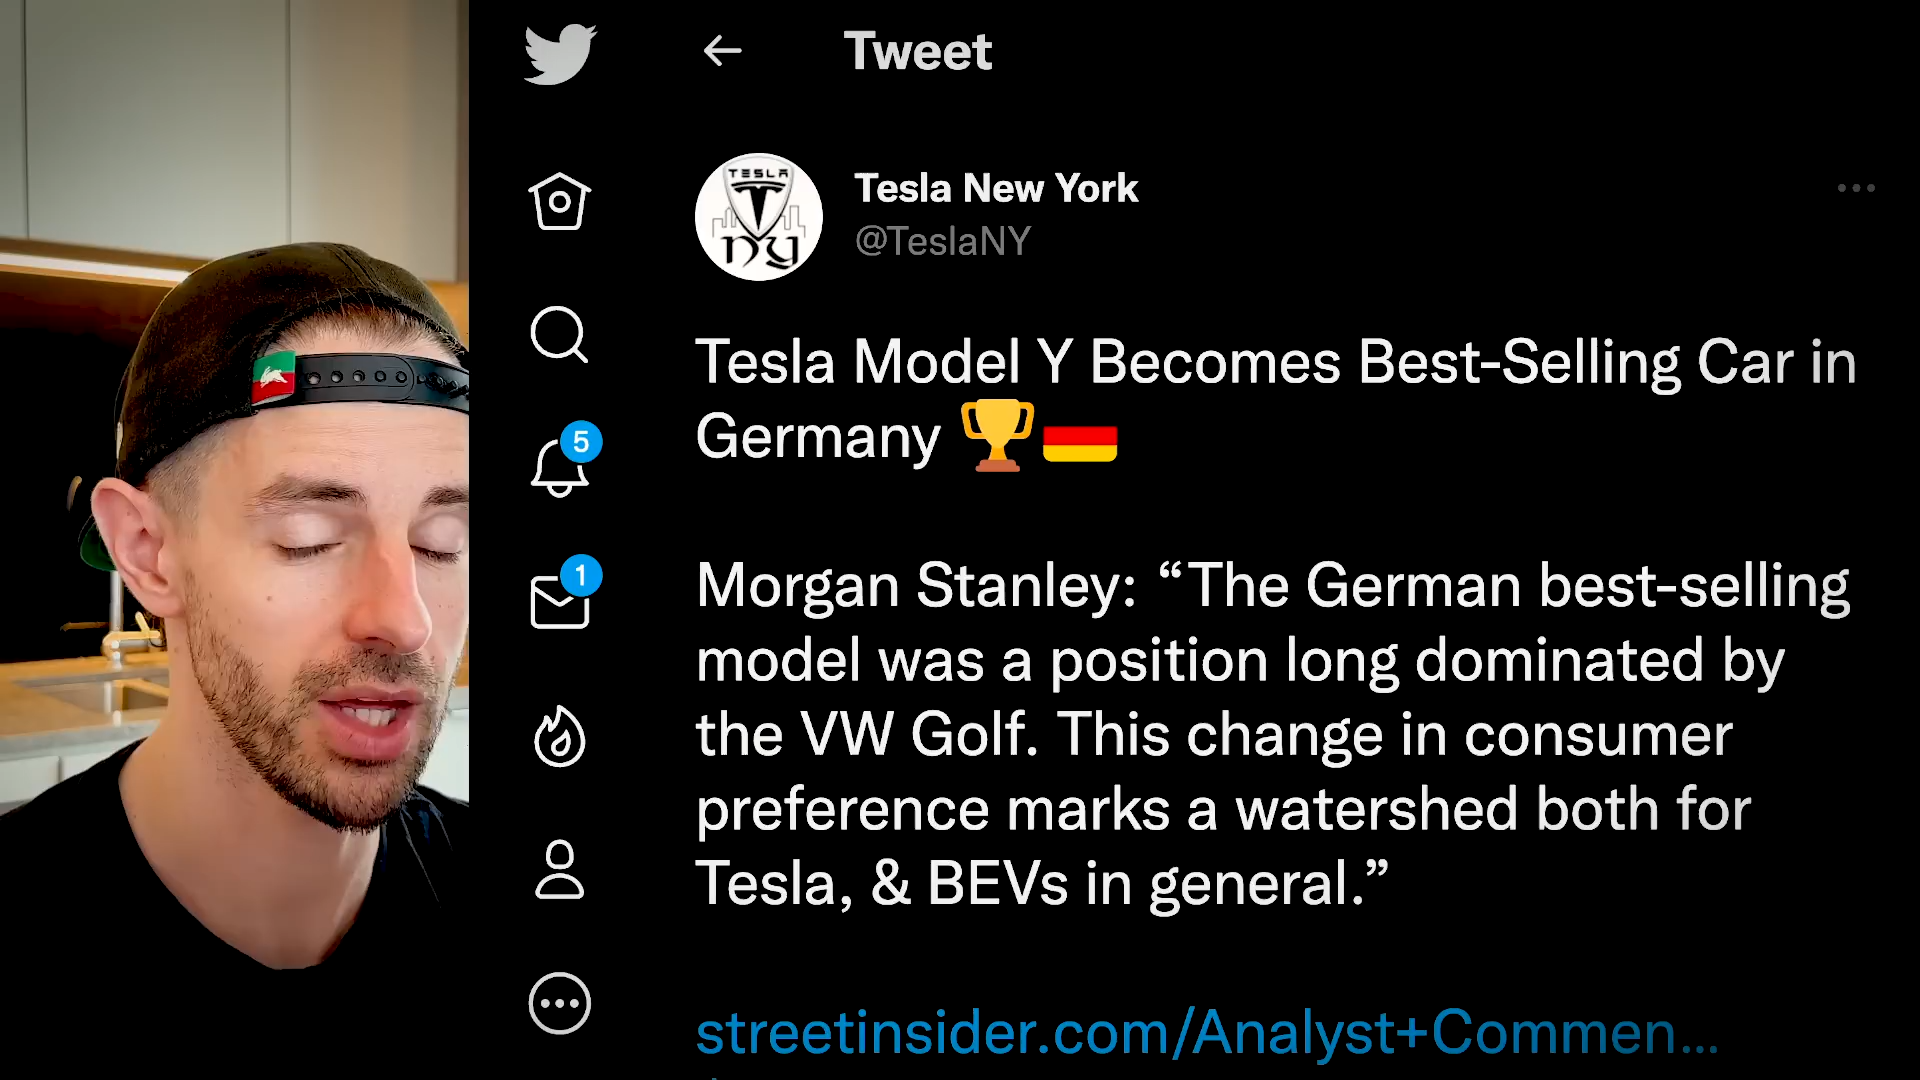 Tweet
TESLA
ny
Tesla New York
@TeslaNY
Tesla Model Y Becomes Best-Selling Car in
Germany 🏆🇩🇪
5
1
Morgan Stanley: “The German best-selling
model was a position long dominated by
the VW Golf. This change in consumer
preference marks a watershed both for
Tesla, & BEVs in general.”
streetinsider.com/Analyst+Commen...